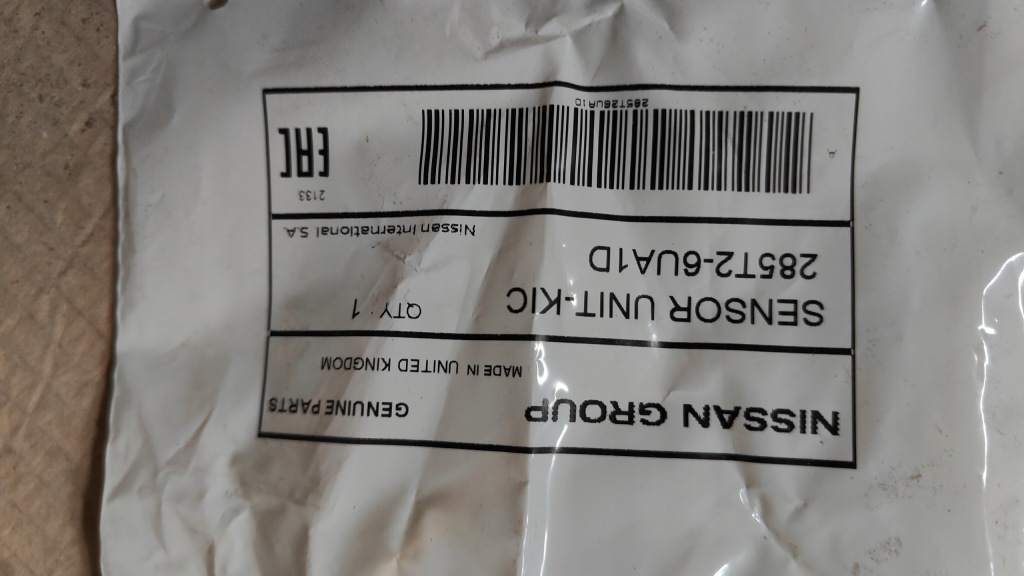 NISSAN GROUP GENUINE PARTS
MADE IN UNITED KINGDOM
SENSOR UNIT-KIC QTY : 1
285T2-6UA1D
Nissan International S.A.
2133
EAC
285T26UA1D